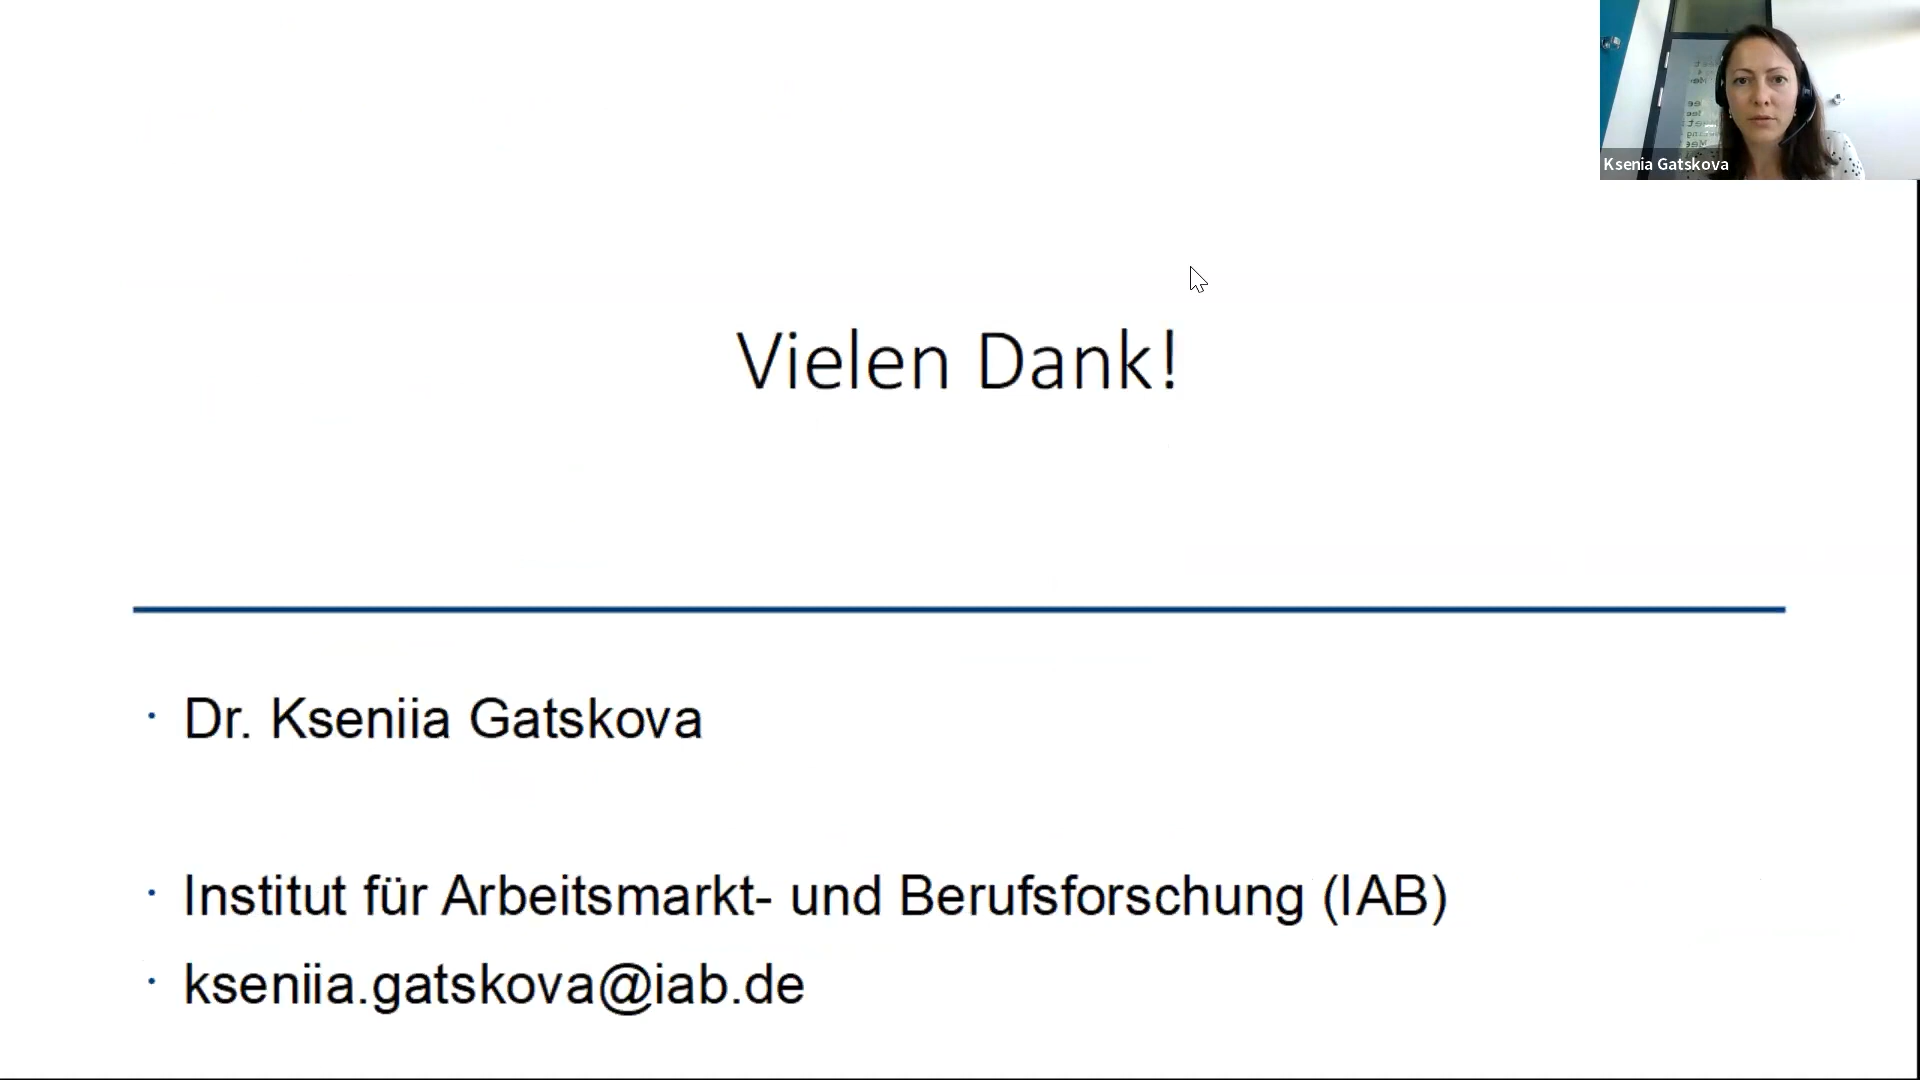 Ksenia Gatskova
Vielen Dank!
· Dr. Kseniia Gatskova
· Institut für Arbeitsmarkt- und Berufsforschung (IAB)
· kseniia.gatskova@iab.de